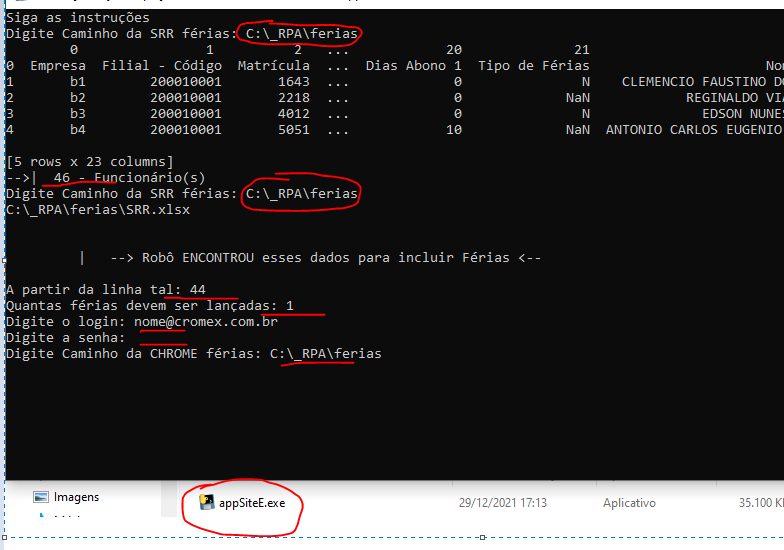 Siga as instruções
Digite Caminho da SRR férias: C:\_RPA\ferias
0 1 2 ... 20 21
0 Empresa Filial - Código Matrícula ... Dias Abono 1 Tipo de Férias
1 b1 200010001 1643 ... 0 N CLEMENCIO FAUSTINO
2 b2 200010001 2218 ... 0 NaN REGINALDO
3 b3 200010001 4012 ... 0 N EDSON NUNES
4 b4 200010001 5051 ... 10 NaN ANTONIO CARLOS EUGENIO
[5 rows x 23 columns]
-->| 46 - Funcionário(s)
Digite Caminho da SRR férias: C:\_RPA\ferias
C:\_RPA\ferias\SRR.xlsx
| --> Robô ENCONTROU esses dados para incluir Férias <--
A partir da linha tal: 44
Quantas férias devem ser lançadas: 1
Digite o login: nome@cromex.com.br
Digite a senha:
Digite Caminho da CHROME férias: C:\_RPA\ferias
Imagens
appSiteE.exe 29/12/2021 17:13 Aplicativo 35.100